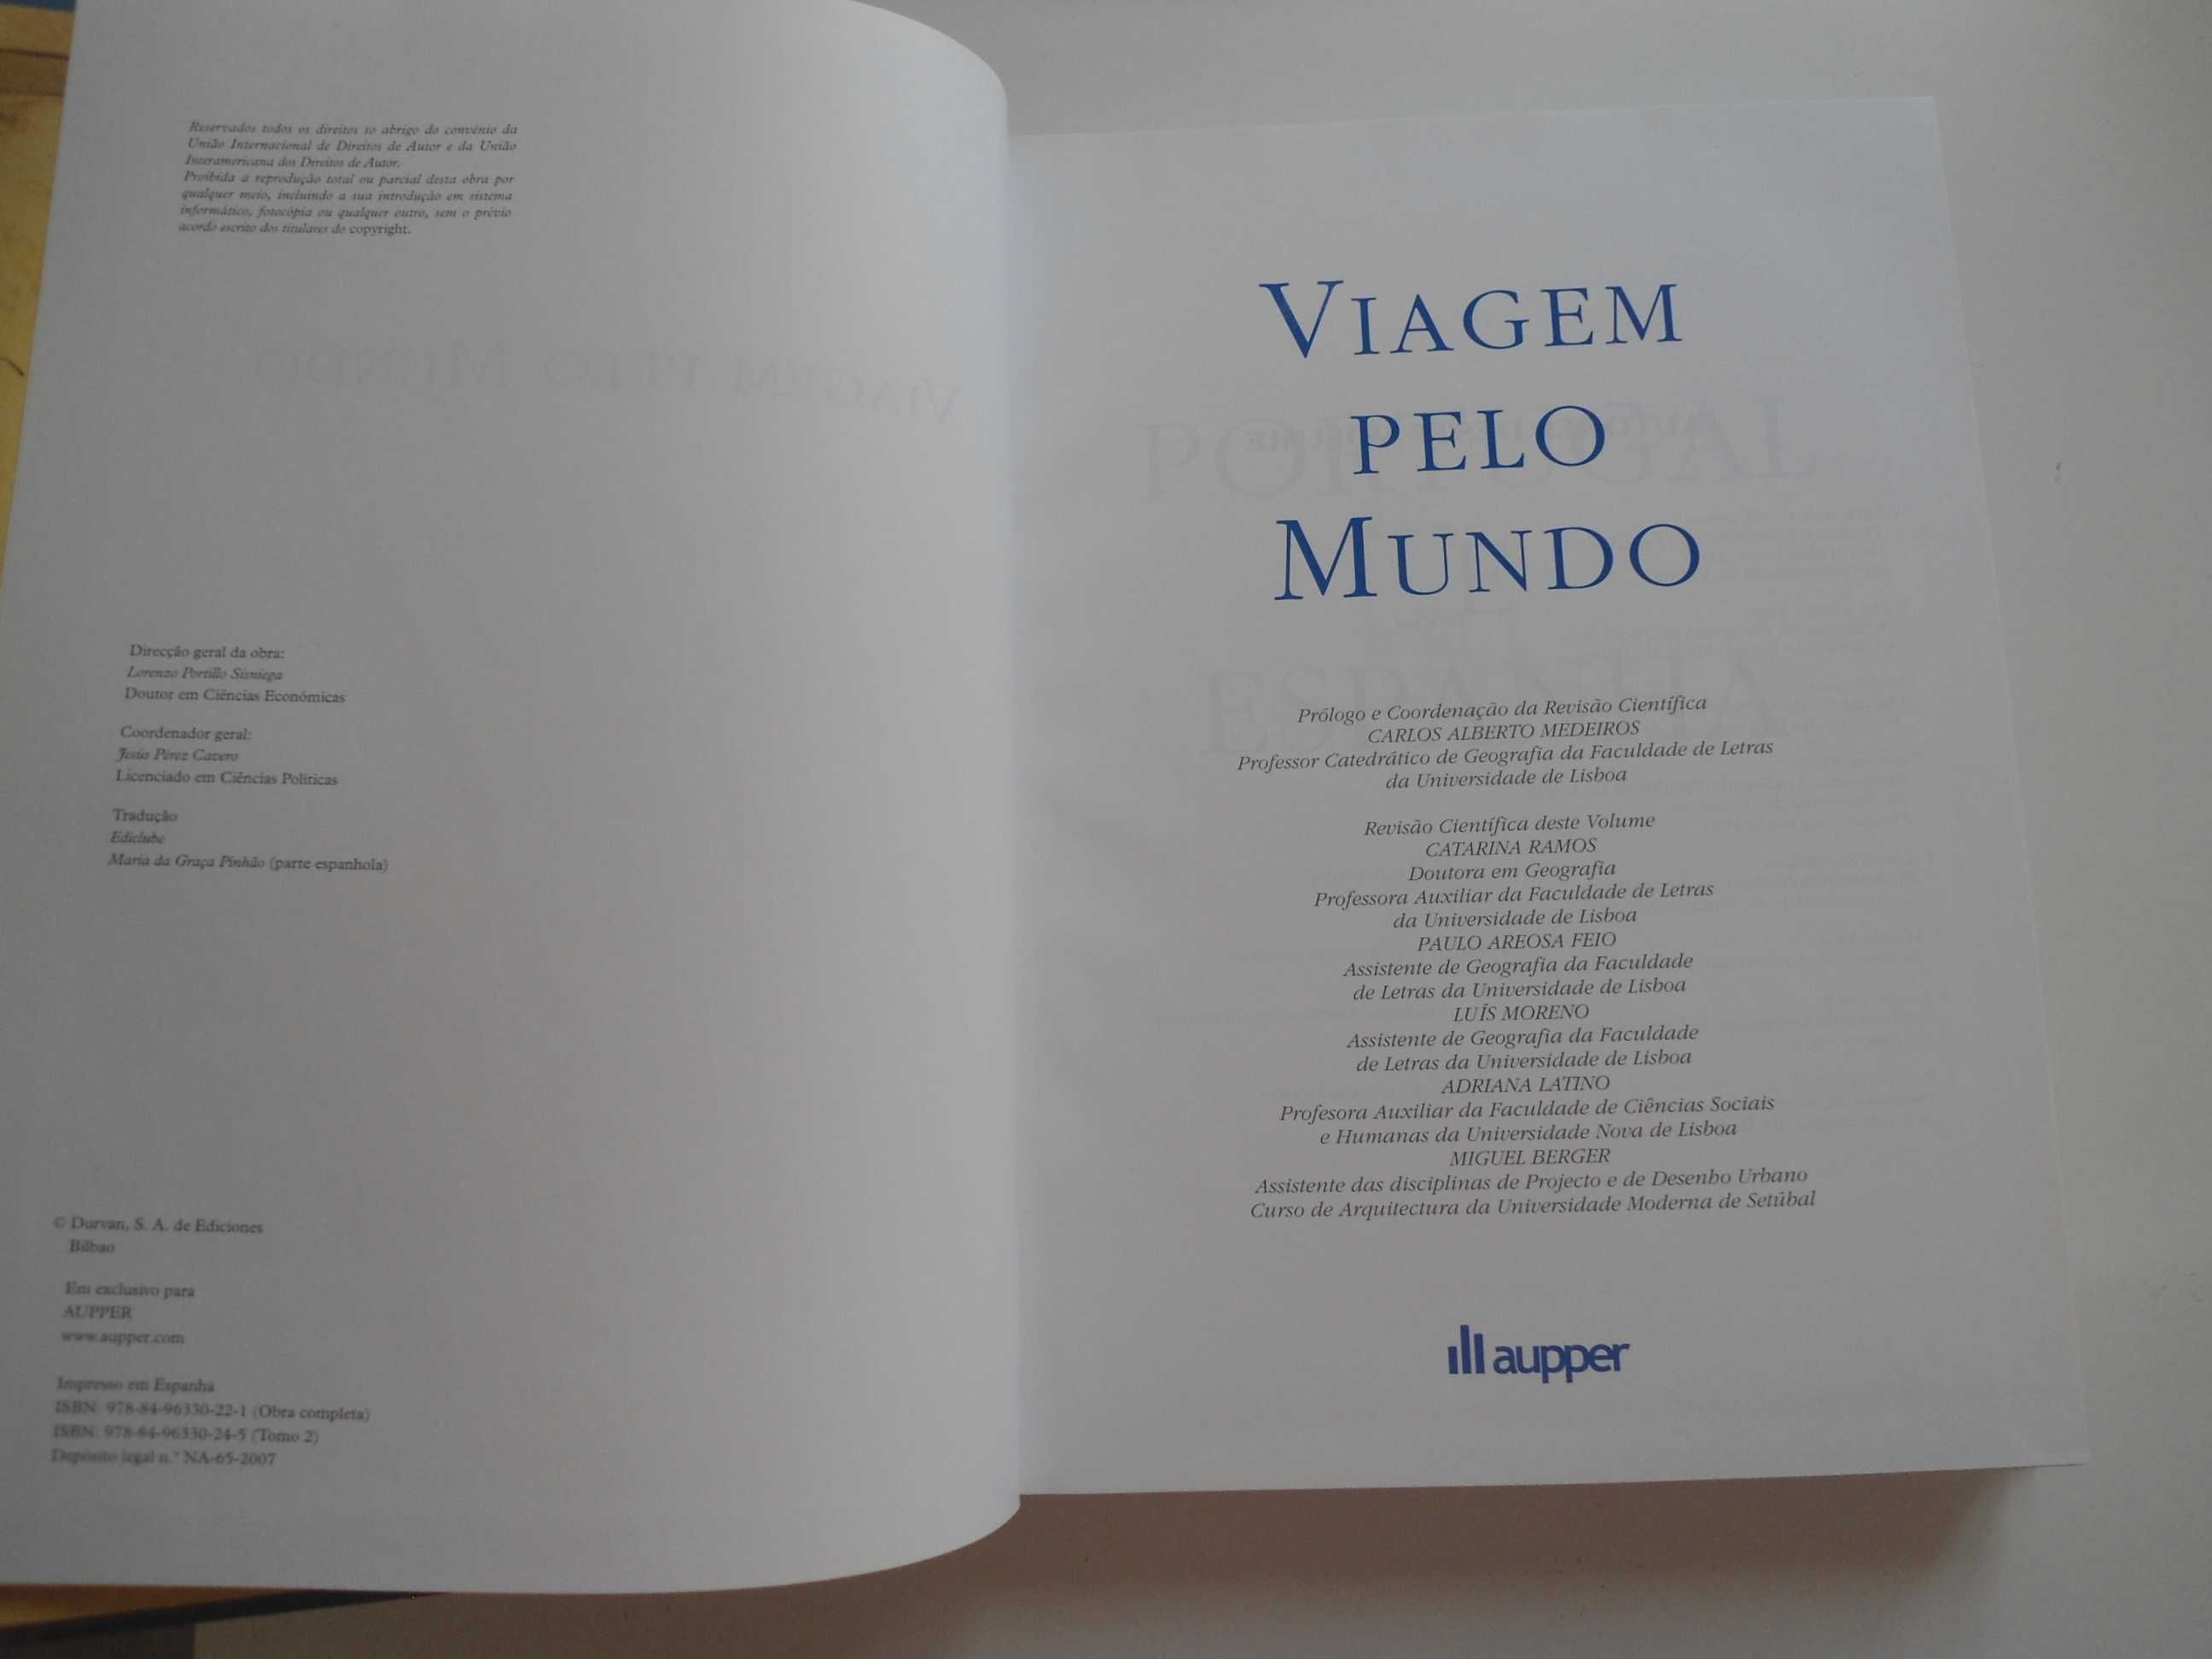 Reservados todos os direitos so abrigo do convénio da
União Internacional de Direitos de Autor e da União
Interamericana dos Direitos de Autor.
Proibida a reprodução total ou parcial desta obra por
qualquer meio, incluindo a sua introdução em sistema
informático, fotocópia ou qualquer outro, sem o prévio
acordo escrito dos titulares do copyright.
Direcção geral da obra:
Lorenzo Portillo Sisniega
Doutor em Ciências Económicas
Coordenador geral:
Jesús Pérez Cavero
Licenciado em Ciências Políticas
Tradução
Ediclube
Maria da Graça Pinhão (parte espanhola)
© Durvan, S. A. de Ediciones
Bilbao
Em exclusivo para
AUPPER
www.aupper.com
Impresso em Espanha
ISBN: 978-84-96330-22-1 (Obra completa)
ISBN: 978-84-96330-24-5 (Tomo 2)
Depósito legal n.º NA-65-2007
VIAGEM
PELO
MUNDO
PORTUGAL
E
ESPANHA
Prólogo e Coordenação da Revisão Científica
CARLOS ALBERTO MEDEIROS
Professor Catedrático de Geografia da Faculdade de Letras
da Universidade de Lisboa
Revisão Científica deste Volume
CATARINA RAMOS
Doutora em Geografia
Professora Auxiliar da Faculdade de Letras
da Universidade de Lisboa
PAULO AREOSA FEIO
Assistente de Geografia da Faculdade
de Letras da Universidade de Lisboa
LUÍS MORENO
Assistente de Geografia da Faculdade
de Letras da Universidade de Lisboa
ADRIANA LATINO
Profesora Auxiliar da Faculdade de Ciências Sociais
e Humanas da Universidade Nova de Lisboa
MIGUEL BERGER
Assistente das disciplinas de Projecto e de Desenho Urbano
Curso de Arquitectura da Universidade Moderna de Setúbal
aupper